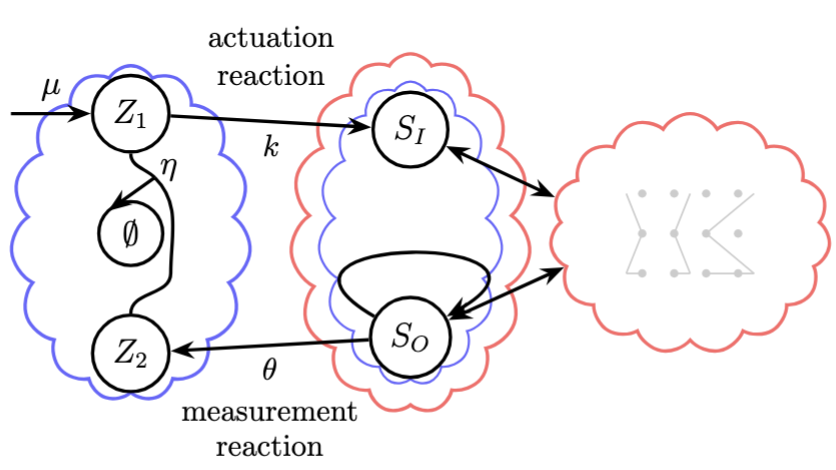 actuation
reaction
μ
Z₁
k
S_I
η
∅
Z₂
θ
S_O
measurement
reaction